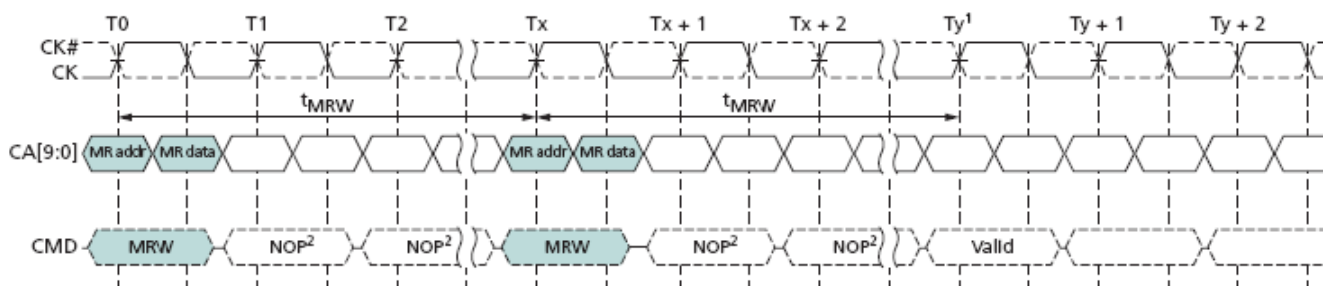 T0 T1 T2 Tx Tx + 1 Tx + 2 Ty¹ Ty + 1 Ty + 2
CK#
CK
tMRW tMRW
CA[9:0] MR addr MR data MR addr MR data
CMD MRW NOP² NOP² MRW NOP² NOP² Valid